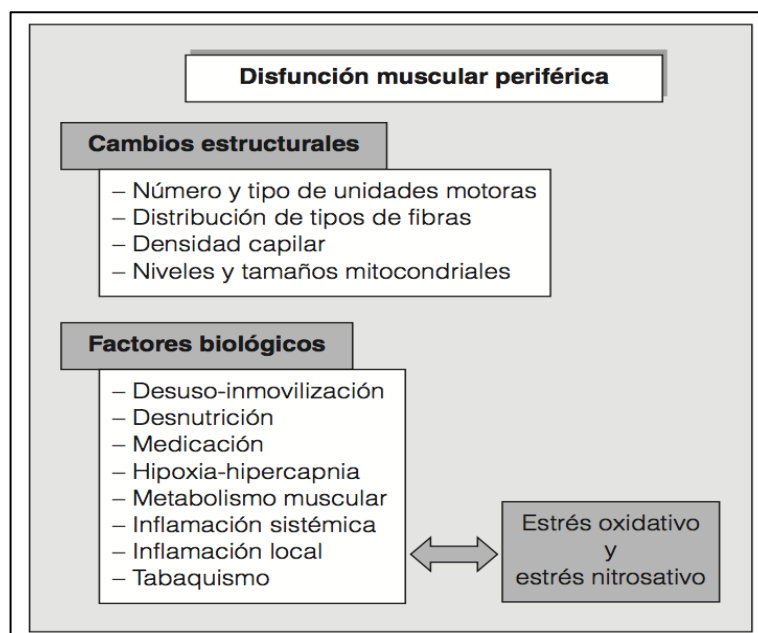 Disfunción muscular periférica
Cambios estructurales
– Número y tipo de unidades motoras
– Distribución de tipos de fibras
– Densidad capilar
– Niveles y tamaños mitocondriales
Factores biológicos
– Desuso-inmovilización
– Desnutrición
– Medicación
– Hipoxia-hipercapnia
– Metabolismo muscular
– Inflamación sistémica
– Inflamación local
– Tabaquismo
Estrés oxidativo
y
estrés nitrosativo